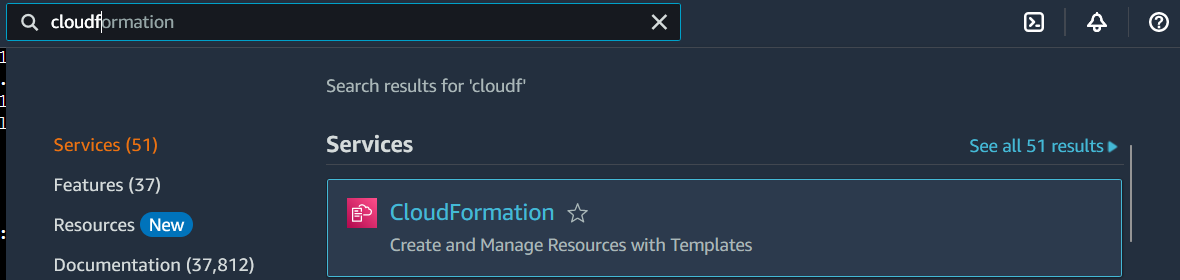 cloudformation
Search results for 'cloudf'
Services (51)
Features (37)
Resources New
Documentation (37,812)
Services
See all 51 results
CloudFormation
Create and Manage Resources with Templates